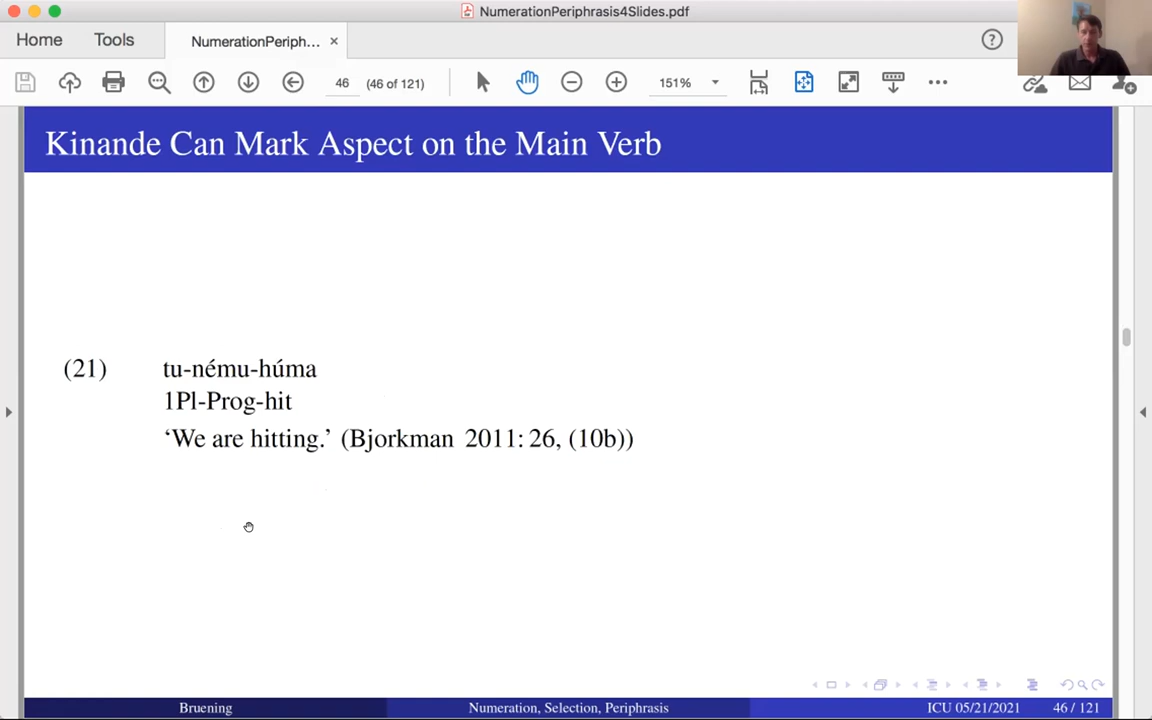 NumerationPeriphrasis4Slides.pdf
Home
Tools
NumerationPeriph... ×
46 (46 of 121)
151%
Kinande Can Mark Aspect on the Main Verb
(21) tu-nému-húma
1Pl-Prog-hit
‘We are hitting.’ (Bjorkman 2011: 26, (10b))
Bruening Numeration, Selection, Periphrasis ICU 05/21/2021 46 / 121